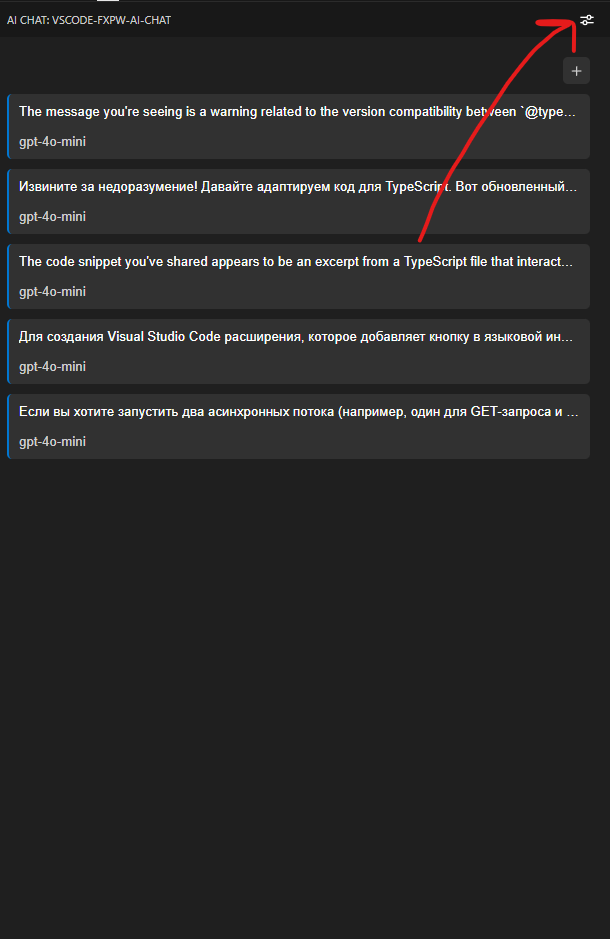 AI CHAT: VSCODE-FXPW-AI-CHAT
The message you're seeing is a warning related to the version compatibility between `@type...
gpt-4o-mini
Извините за недоразумение! Давайте адаптируем код для TypeScript. Вот обновленный...
gpt-4o-mini
The code snippet you've shared appears to be an excerpt from a TypeScript file that interact...
gpt-4o-mini
Для создания Visual Studio Code расширения, которое добавляет кнопку в языковой ин...
gpt-4o-mini
Если вы хотите запустить два асинхронных потока (например, один для GET-запроса и ...
gpt-4o-mini